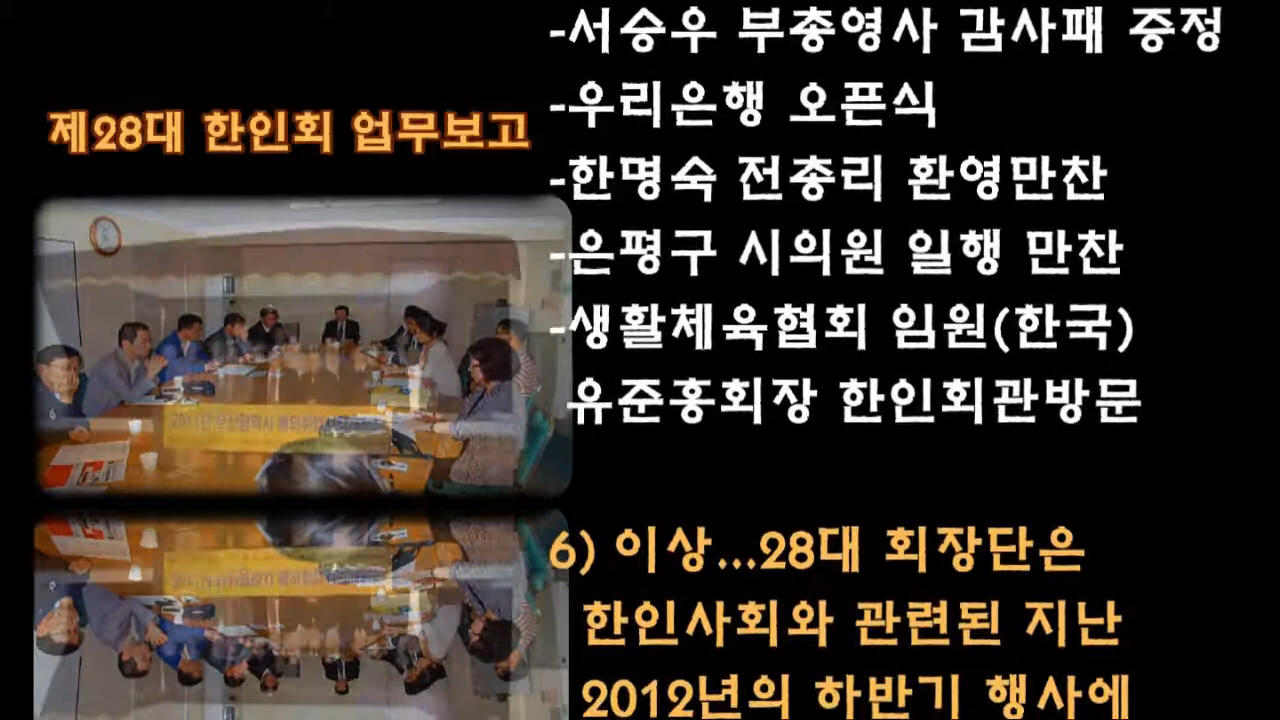 제28대 한인회 업무보고
-서승우 부총영사 감사패 증정
-우리은행 오픈식
-한명숙 전총리 환영만찬
-은평구 시의원 일행 만찬
-생활체육협회 임원(한국)
유준홍회장 한인회관방문
6) 이상...28대 회장단은
한인사회와 관련된 지난
2012년의 하반기 행사에